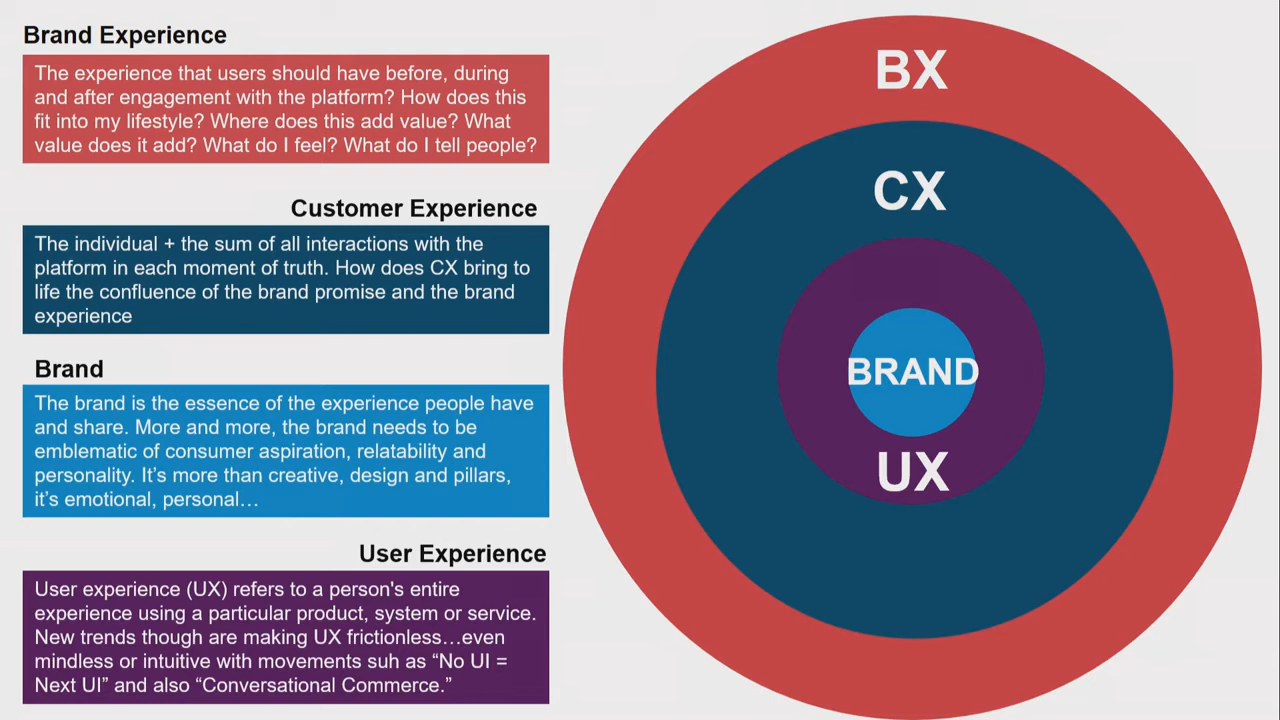 Brand Experience
The experience that users should have before, during
and after engagement with the platform? How does this
fit into my lifestyle? Where does this add value? What
value does it add? What do I feel? What do I tell people?
Customer Experience
The individual + the sum of all interactions with the
platform in each moment of truth. How does CX bring to
life the confluence of the brand promise and the brand
experience
Brand
The brand is the essence of the experience people have
and share. More and more, the brand needs to be
emblematic of consumer aspiration, relatability and
personality. It’s more than creative, design and pillars,
it’s emotional, personal…
User Experience
User experience (UX) refers to a person's entire
experience using a particular product, system or service.
New trends though are making UX frictionless…even
mindless or intuitive with movements suh as “No UI =
Next UI” and also “Conversational Commerce.”
BX
CX
BRAND
UX